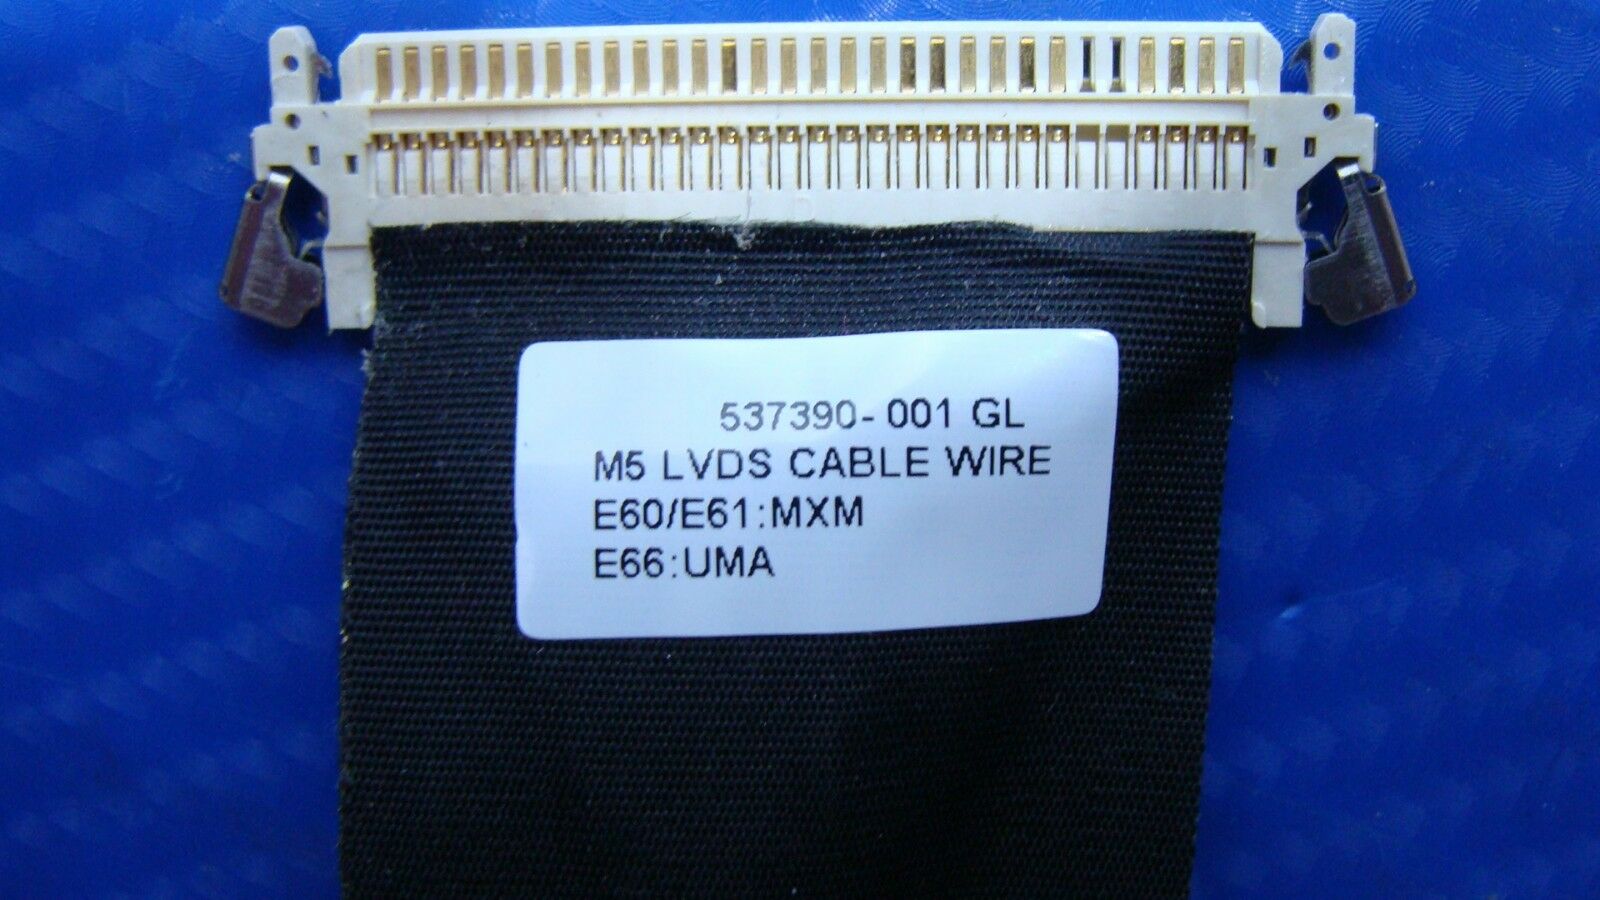 537390-001 GL
M5 LVDS CABLE WIRE
E60/E61:MXM
E66:UMA